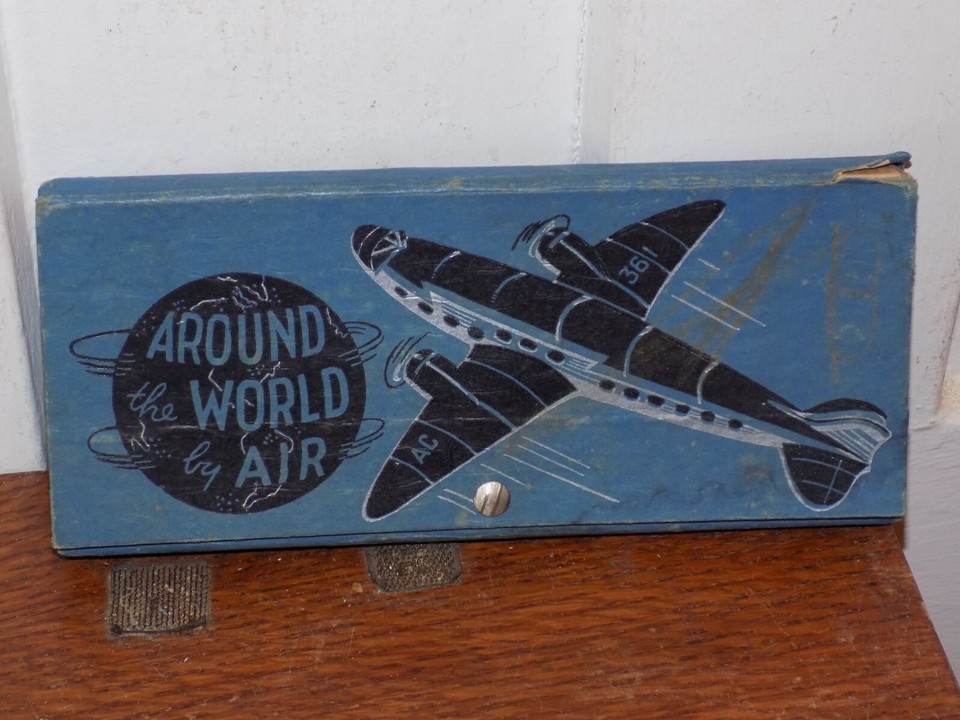 AROUND
the WORLD
by AIR
361
AC